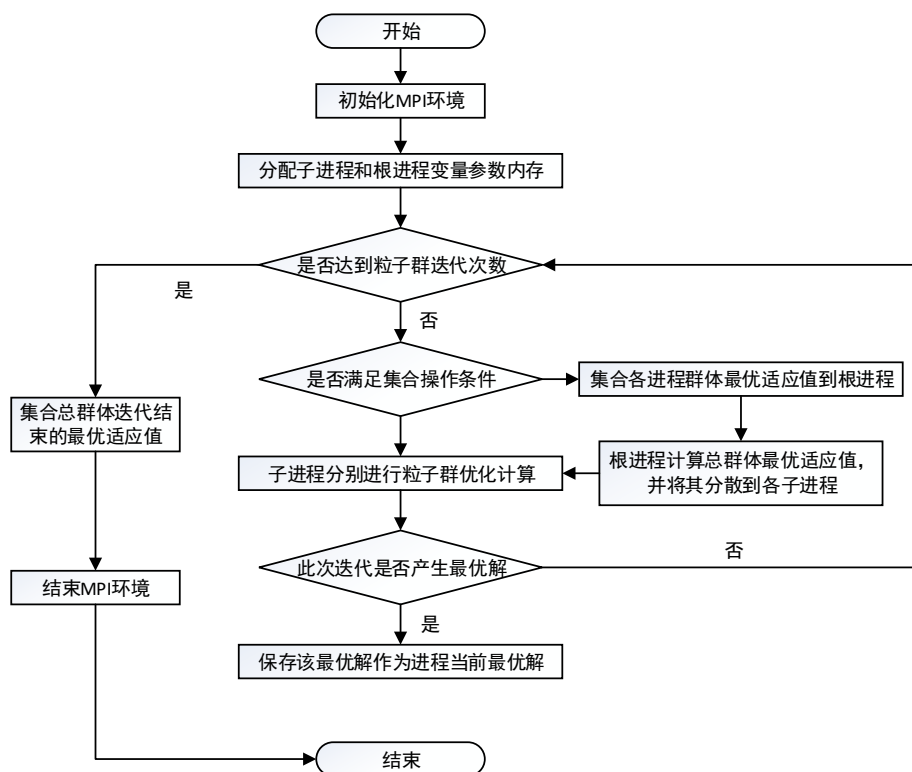 开始
初始化MPI环境
分配子进程和根进程变量参数内存
是否达到粒子群迭代次数
是
否
是否满足集合操作条件
集合各进程群体最优适应值到根进程
集合总群体迭代结
束的最优适应值
子进程分别进行粒子群优化计算
根进程计算总群体最优适应值，
并将其分散到各子进程
此次迭代是否产生最优解
否
结束MPI环境
是
保存该最优解作为进程当前最优解
结束